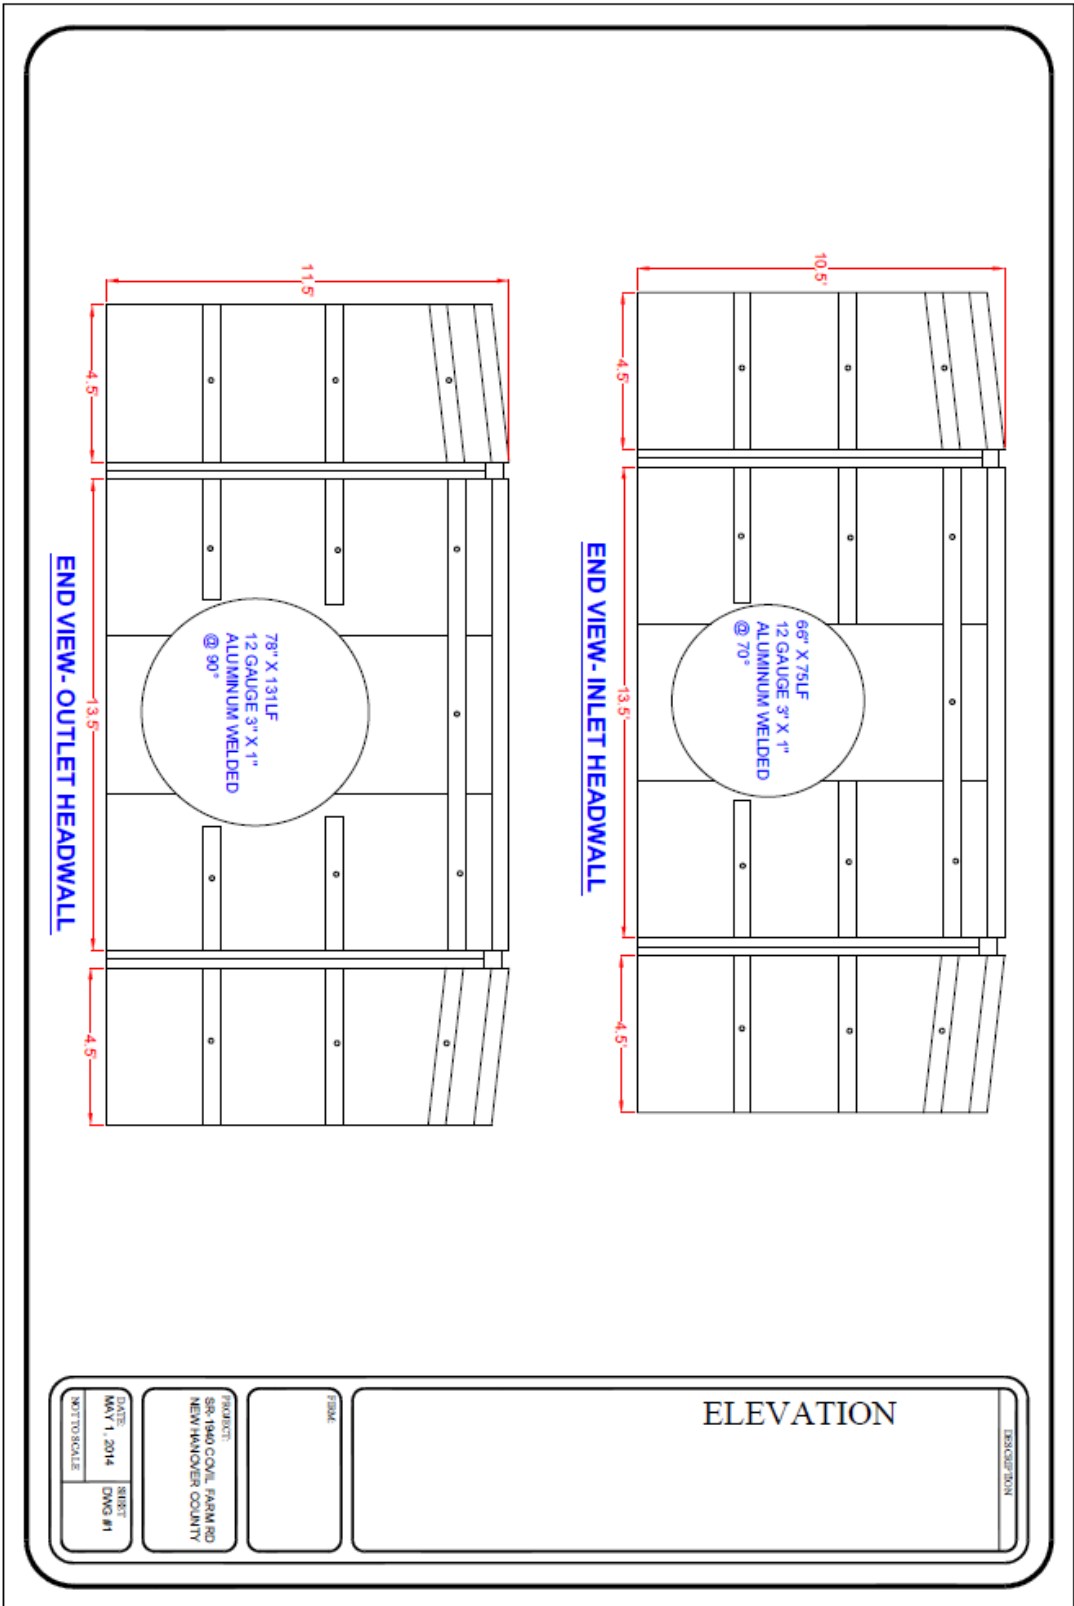 10.5'
4.5'
13.5'
4.5'
66" X 75LF
12 GAUGE 3" X 1"
ALUMINUM WELDED
@ 70°
END VIEW- INLET HEADWALL
11.5'
4.5'
13.5'
4.5'
78" X 131LF
12 GAUGE 3" X 1"
ALUMINUM WELDED
@ 90°
END VIEW- OUTLET HEADWALL
DESCRIPTION
ELEVATION
FIRM:
PROJECT:
SR-1940 COVIL FARM RD
NEW HANOVER COUNTY
DATE:
MAY 1, 2014
SHEET
DWG #1
NOT TO SCALE